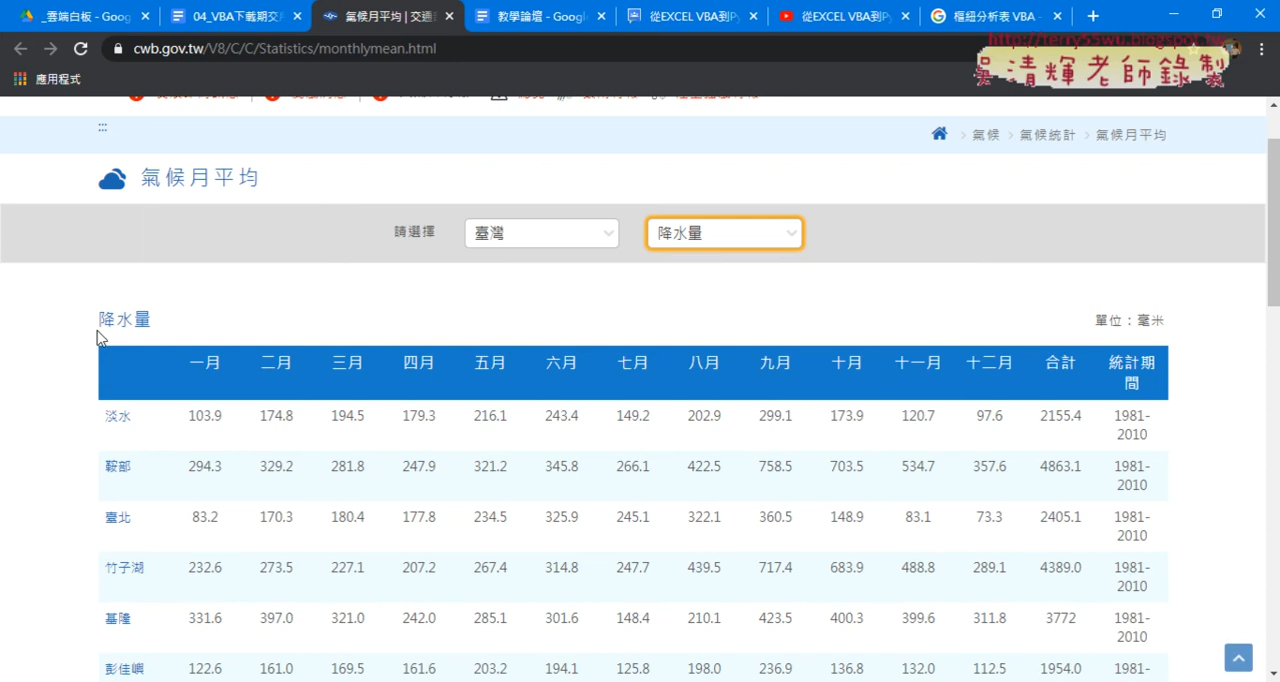 _雲端白板 - Goog
04_VBA下載期交
氣候月平均 | 交通
教學論壇 - Googl
從EXCEL VBA到Py
從EXCEL VBA到P
樞紐分析表 VBA -
cwb.gov.tw/V8/C/C/Statistics/monthlymean.html
http://terry55wu.blogspot.tw
吳清輝老師錄製
應用程式
氣候 > 氣候統計 > 氣候月平均
氣候月平均
請選擇 臺灣 降水量
降水量
單位：毫米
一月 二月 三月 四月 五月 六月 七月 八月 九月 十月 十一月 十二月 合計 統計期間
淡水 103.9 174.8 194.5 179.3 216.1 243.4 149.2 202.9 299.1 173.9 120.7 97.6 2155.4 1981-2010
鞍部 294.3 329.2 281.8 247.9 321.2 345.8 266.1 422.5 758.5 703.5 534.7 357.6 4863.1 1981-2010
臺北 83.2 170.3 180.4 177.8 234.5 325.9 245.1 322.1 360.5 148.9 83.1 73.3 2405.1 1981-2010
竹子湖 232.6 273.5 227.1 207.2 267.4 314.8 247.7 439.5 717.4 683.9 488.8 289.1 4389.0 1981-2010
基隆 331.6 397.0 321.0 242.0 285.1 301.6 148.4 210.1 423.5 400.3 399.6 311.8 3772 1981-2010
彭佳嶼 122.6 161.0 169.5 161.6 203.2 194.1 125.8 198.0 236.9 136.8 132.0 112.5 1954.0 1981-